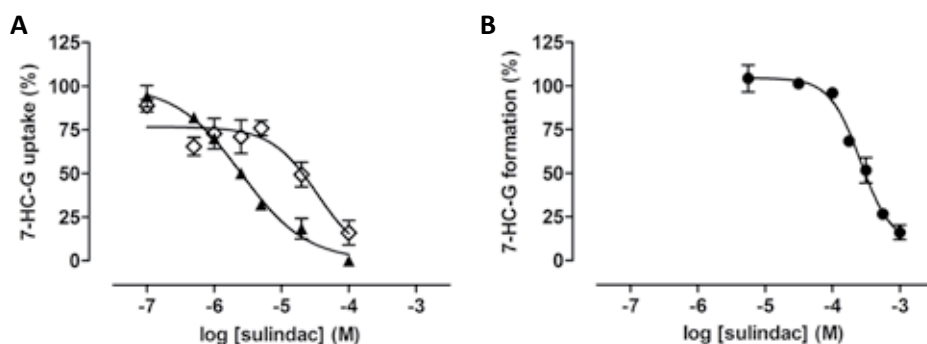 A
125
100
75
50
25
0
7-HC-G uptake (%)
-7 -6 -5 -4 -3
log [sulindac] (M)
B
125
100
75
50
25
0
7-HC-G formation (%)
-7 -6 -5 -4 -3
log [sulindac] (M)